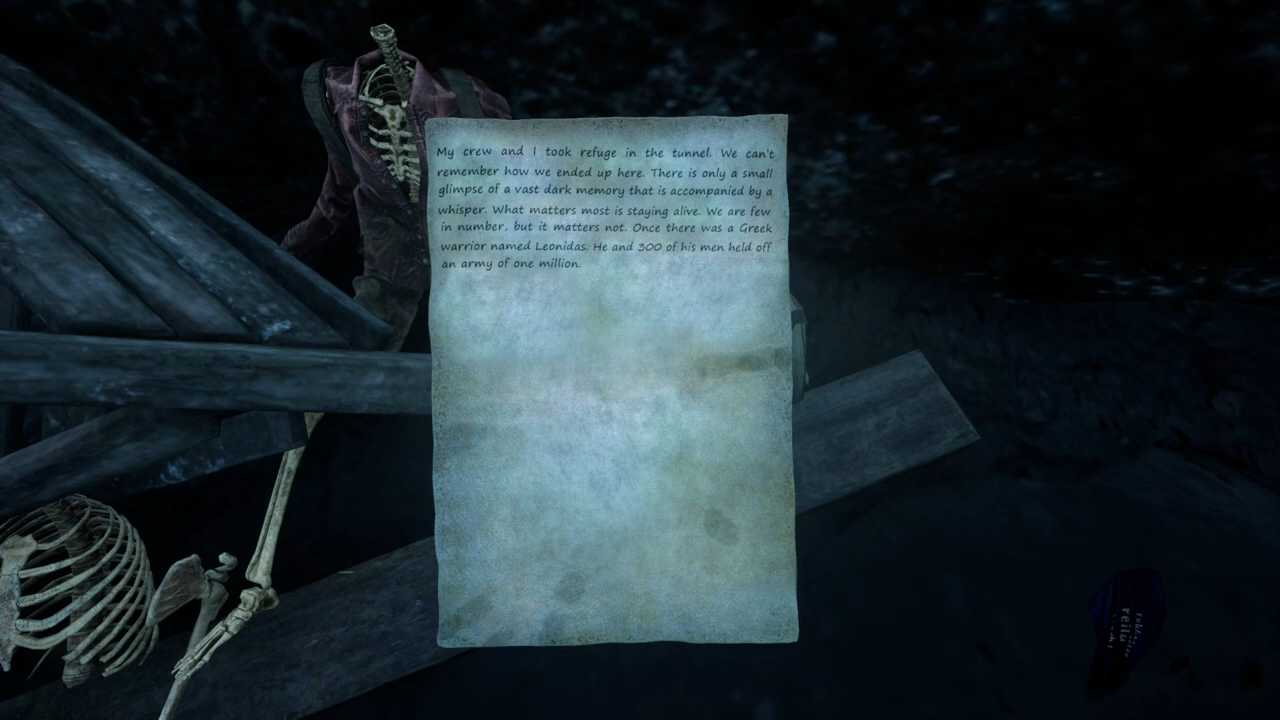 My crew and I took refuge in the tunnel. We can't
remember how we ended up here. There is only a small
glimpse of a vast dark memory that is accompanied by a
whisper. What matters most is staying alive. We are few
in number, but it matters not. Once there was a Greek
warrior named Leonidas. He and 300 of his men held off
an army of one million.